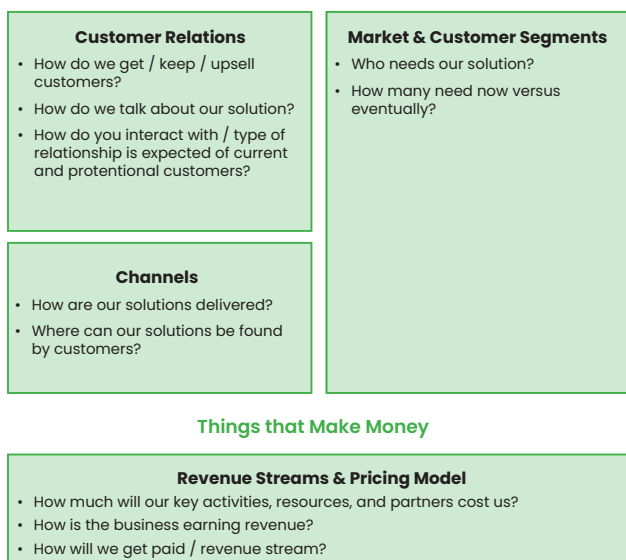 Customer Relations
• How do we get / keep / upsell
customers?
• How do we talk about our solution?
• How do you interact with / type of
relationship is expected of current
and protentional customers?
Market & Customer Segments
• Who needs our solution?
• How many need now versus
eventually?
Channels
• How are our solutions delivered?
• Where can our solutions be found
by customers?
Things that Make Money
Revenue Streams & Pricing Model
• How much will our key activities, resources, and partners cost us?
• How is the business earning revenue?
• How will we get paid / revenue stream?